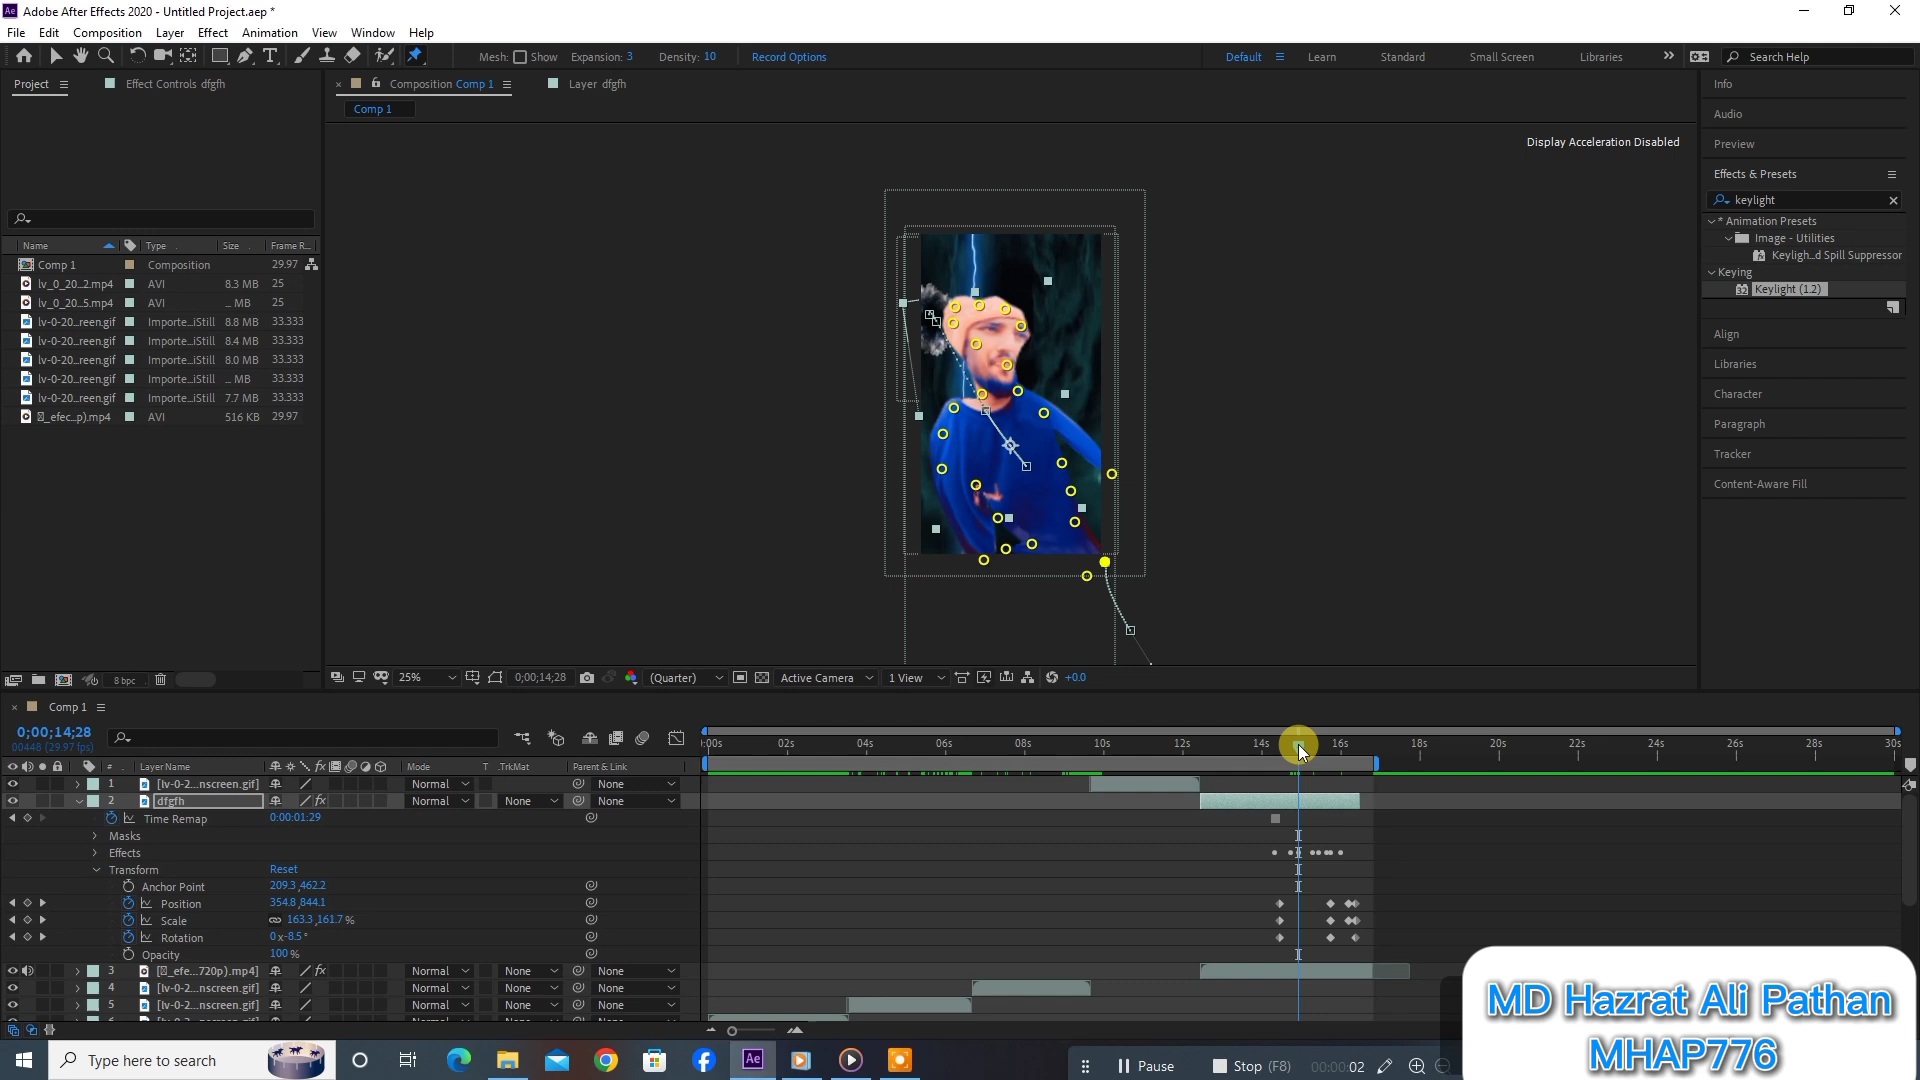 Adobe After Effects 2020 - Untitled Project.aep *
File Edit Composition Layer Effect Animation View Window Help
Mesh: Show Expansion: 3 Density: 10 Record Options Default Learn Standard Small Screen Libraries Search Help
Project Effect Controls dfgfh Composition Comp 1 Layer dfgfh Info
Comp 1
Audio
Display Acceleration Disabled
Preview
Effects & Presets
keylight
* Animation Presets
Image - Utilities
Keyligh...d Spill Suppressor
Keying
Keylight (1.2)
Align
Libraries
Character
Paragraph
Tracker
Content-Aware Fill
Name Type Size Frame R...
Comp 1 Composition 29.97
lv_0_20...2.mp4 AVI 8.3 MB 25
lv_0_20...5.mp4 AVI ... MB 25
lv-0-20...reen.gif Importe...iStill 8.8 MB 33.333
lv-0-20...reen.gif Importe...iStill 8.4 MB 33.333
lv-0-20...reen.gif Importe...iStill 8.0 MB 33.333
lv-0-20...reen.gif Importe...iStill ... MB 33.333
lv-0-20...reen.gif Importe...iStill 7.7 MB 33.333
_efec...p).mp4 AVI 516 KB 29.97
8 bpc 25% 0;00;14;28 (Quarter) Active Camera 1 View +0.0
Comp 1
0;00;14;28
00448 (29.97 fps)
:00s 02s 04s 06s 08s 10s 12s 14s 16s 18s 20s 22s 24s 26s 28s 30s
# Layer Name Mode T .TrkMat Parent & Link
1 [lv-0-2...nscreen.gif] Normal None
2 dfgfh Normal None None
Time Remap 0:00:01:29
Masks
Effects
Transform Reset
Anchor Point 209.3,462.2
Position 354.8,844.1
Scale 163.3,161.7 %
Rotation 0x-8.5°
Opacity 100 %
3 [_efe...720p).mp4] Normal None None
4 [lv-0-2...nscreen.gif] Normal None None
5 [lv-0-2...nscreen.gif] Normal None None
MD Hazrat Ali Pathan
MHAP776
Type here to search
Ae
Pause Stop (F8) 00:00:02